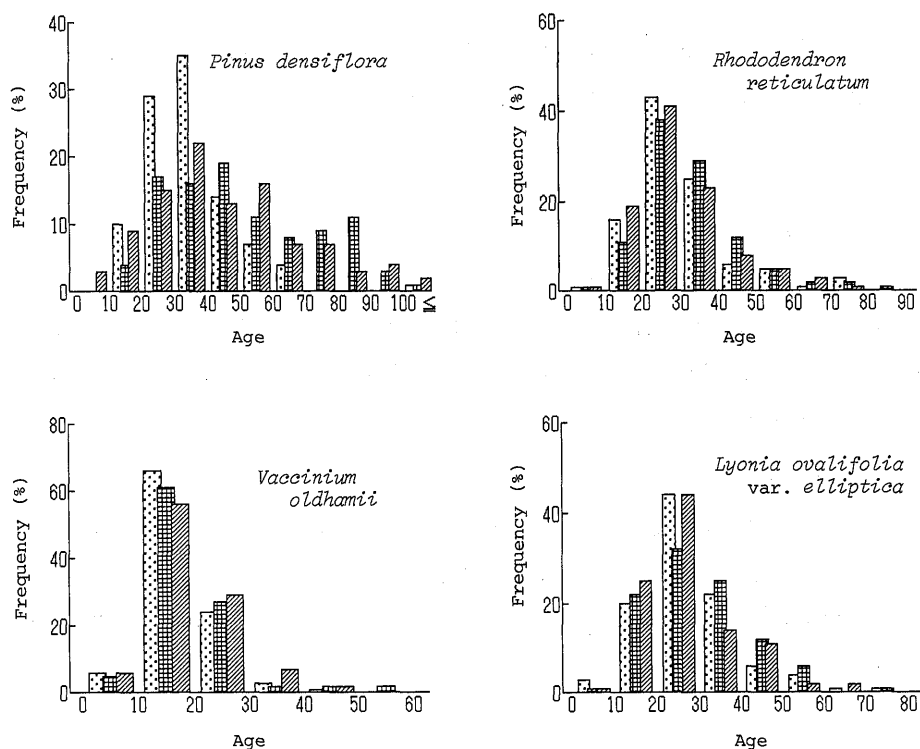 40
30
20
10
0
Frequency (%)
Pinus densiflora
0 10 20 30 40 50 60 70 80 90 100 ≦
Age
60
40
20
0
Frequency (%)
Rhododendron
reticulatum
0 10 20 30 40 50 60 70 80 90
Age
80
60
40
20
0
Frequency (%)
Vaccinium
oldhamii
0 10 20 30 40 50 60
Age
60
40
20
0
Frequency (%)
Lyonia ovalifolia
var. elliptica
0 10 20 30 40 50 60 70 80
Age